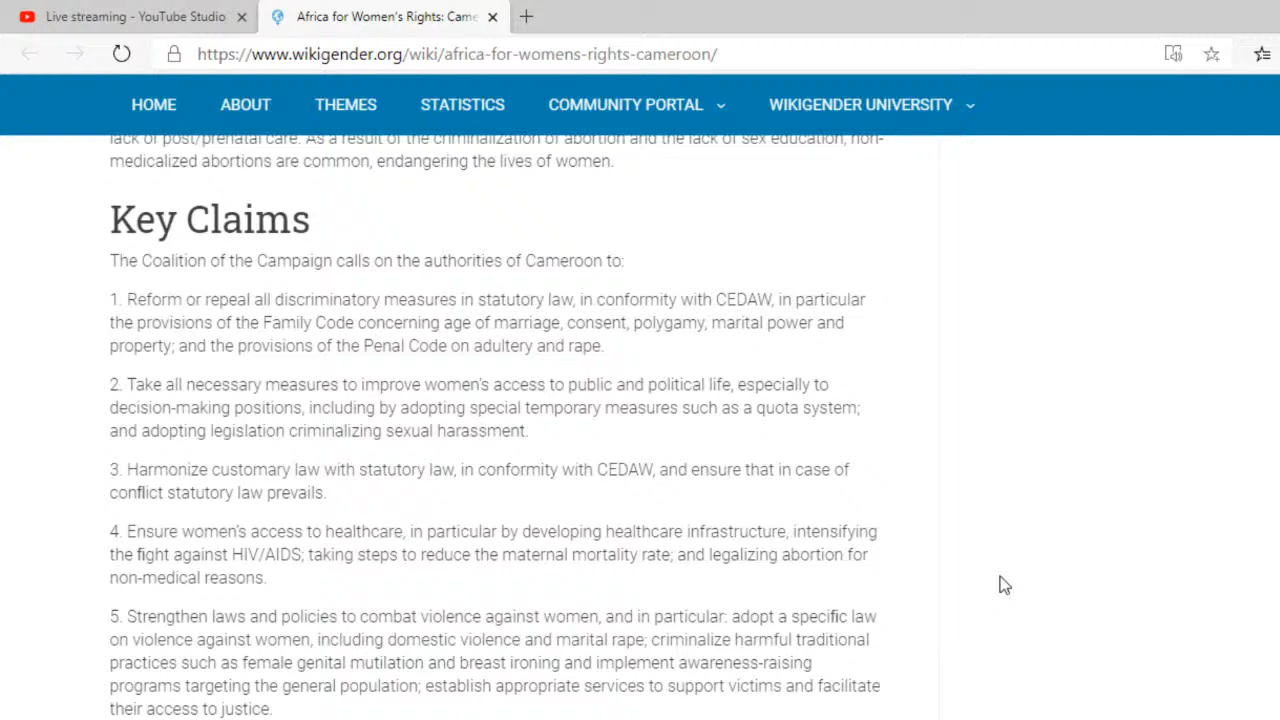 Live streaming - YouTube Studio
Africa for Women's Rights: Came
https://www.wikigender.org/wiki/africa-for-womens-rights-cameroon/
HOME ABOUT THEMES STATISTICS COMMUNITY PORTAL WIKIGENDER UNIVERSITY
lack of post/prenatal care. As a result of the criminalization of abortion and the lack of sex education, non-
medicalized abortions are common, endangering the lives of women.
Key Claims
The Coalition of the Campaign calls on the authorities of Cameroon to:
1. Reform or repeal all discriminatory measures in statutory law, in conformity with CEDAW, in particular
the provisions of the Family Code concerning age of marriage, consent, polygamy, marital power and
property; and the provisions of the Penal Code on adultery and rape.
2. Take all necessary measures to improve women's access to public and political life, especially to
decision-making positions, including by adopting special temporary measures such as a quota system;
and adopting legislation criminalizing sexual harassment.
3. Harmonize customary law with statutory law, in conformity with CEDAW, and ensure that in case of
conflict statutory law prevails.
4. Ensure women's access to healthcare, in particular by developing healthcare infrastructure, intensifying
the fight against HIV/AIDS; taking steps to reduce the maternal mortality rate; and legalizing abortion for
non-medical reasons.
5. Strengthen laws and policies to combat violence against women, and in particular: adopt a specific law
on violence against women, including domestic violence and marital rape; criminalize harmful traditional
practices such as female genital mutilation and breast ironing and implement awareness-raising
programs targeting the general population; establish appropriate services to support victims and facilitate
their access to justice.